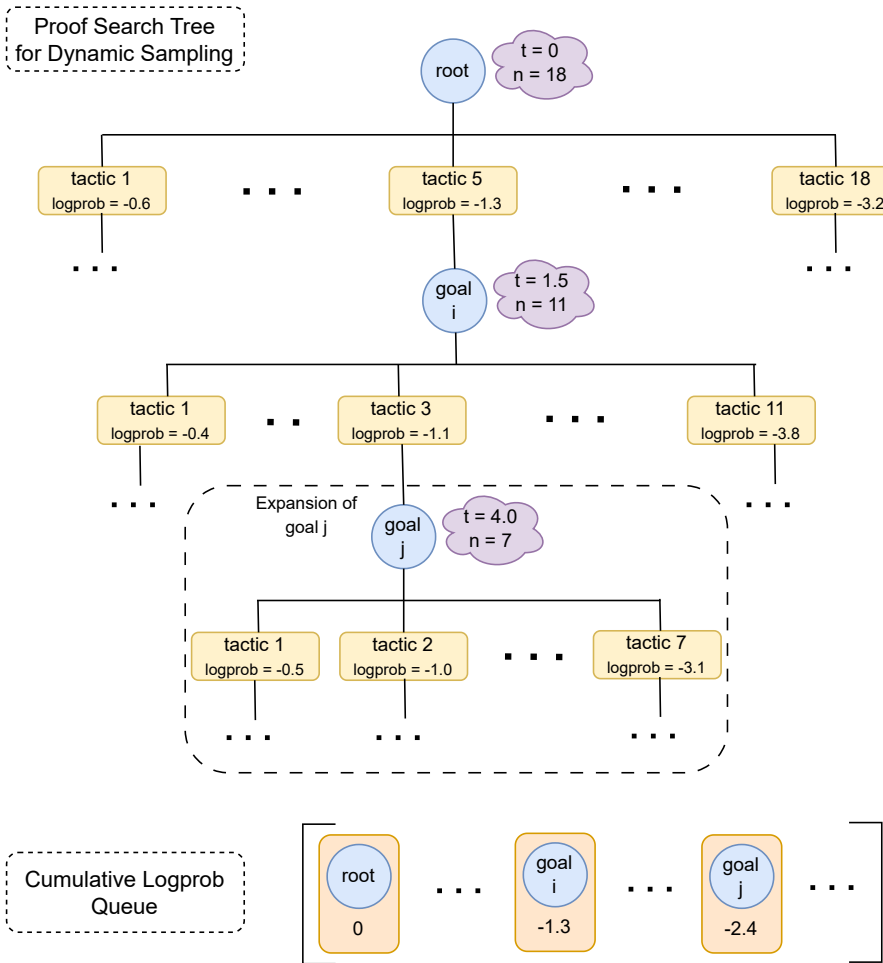 Proof Search Tree
for Dynamic Sampling
root
t = 0
n = 18
tactic 1
logprob = -0.6
. . .
tactic 5
logprob = -1.3
. . .
tactic 18
logprob = -3.2
. . .
. . .
goal
i
t = 1.5
n = 11
tactic 1
logprob = -0.4
. .
tactic 3
logprob = -1.1
. . .
tactic 11
logprob = -3.8
. . .
. . .
Expansion of
goal j
goal
j
t = 4.0
n = 7
tactic 1
logprob = -0.5
tactic 2
logprob = -1.0
. . .
tactic 7
logprob = -3.1
. . .
. . .
. . .
Cumulative Logprob
Queue
root
0
. . .
goal
i
-1.3
. . .
goal
j
-2.4
. . .